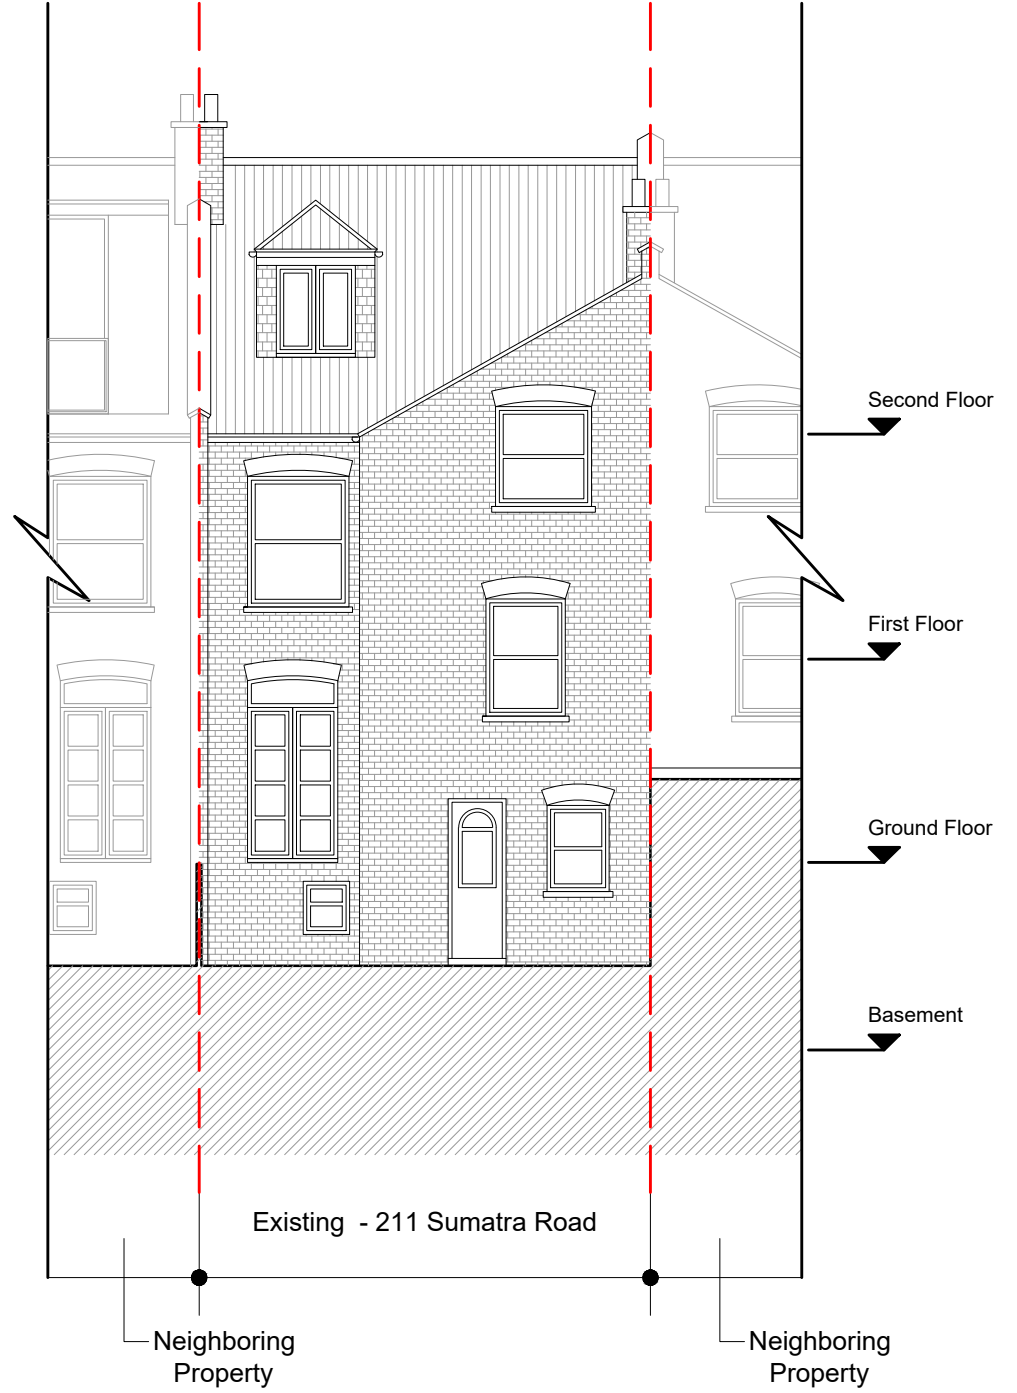 Second Floor
First Floor
Ground Floor
Basement
Existing - 211 Sumatra Road
Neighboring
Property
Neighboring
Property